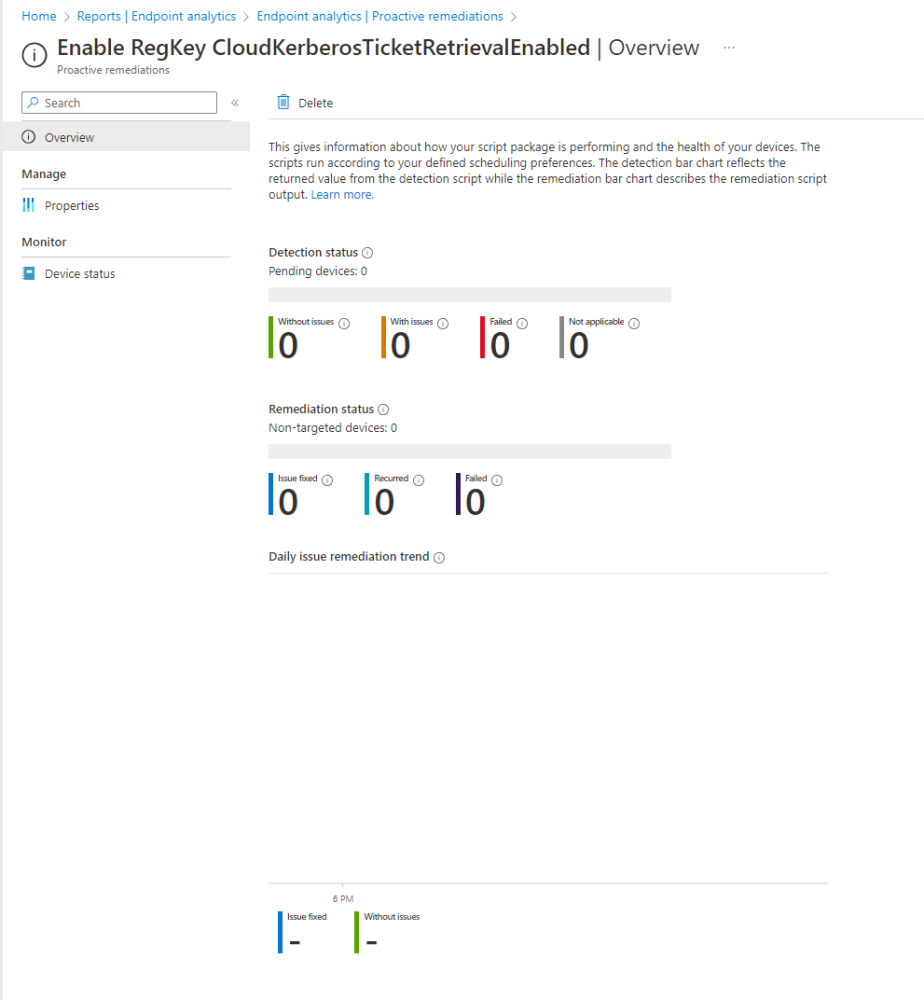 Home > Reports | Endpoint analytics > Endpoint analytics | Proactive remediations >
Enable RegKey CloudKerberosTicketRetrievalEnabled | Overview ...
Proactive remediations
Search «
Delete
Overview
Manage
Properties
Monitor
Device status
This gives information about how your script package is performing and the health of your devices. The
scripts run according to your defined scheduling preferences. The detection bar chart reflects the
returned value from the detection script while the remediation bar chart describes the remediation script
output. Learn more.
Detection status
Pending devices: 0
Without issues With issues Failed Not applicable
0 0 0 0
Remediation status
Non-targeted devices: 0
Issue fixed Recurred Failed
0 0 0
Daily issue remediation trend
6 PM
Issue fixed Without issues
- -